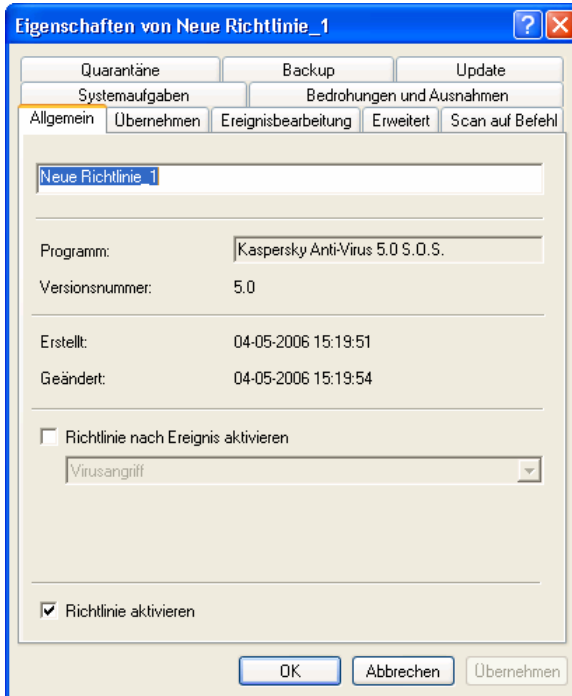 Eigenschaften von Neue Richtlinie_1
Quarantäne Backup Update
Systemaufgaben Bedrohungen und Ausnahmen
Allgemein Übernehmen Ereignisbearbeitung Erweitert Scan auf Befehl
Neue Richtlinie_1
Programm: Kaspersky Anti-Virus 5.0 S.O.S.
Versionsnummer: 5.0
Erstellt: 04-05-2006 15:19:51
Geändert: 04-05-2006 15:19:54
Richtlinie nach Ereignis aktivieren
Virusangriff
Richtlinie aktivieren
OK Abbrechen Übernehmen